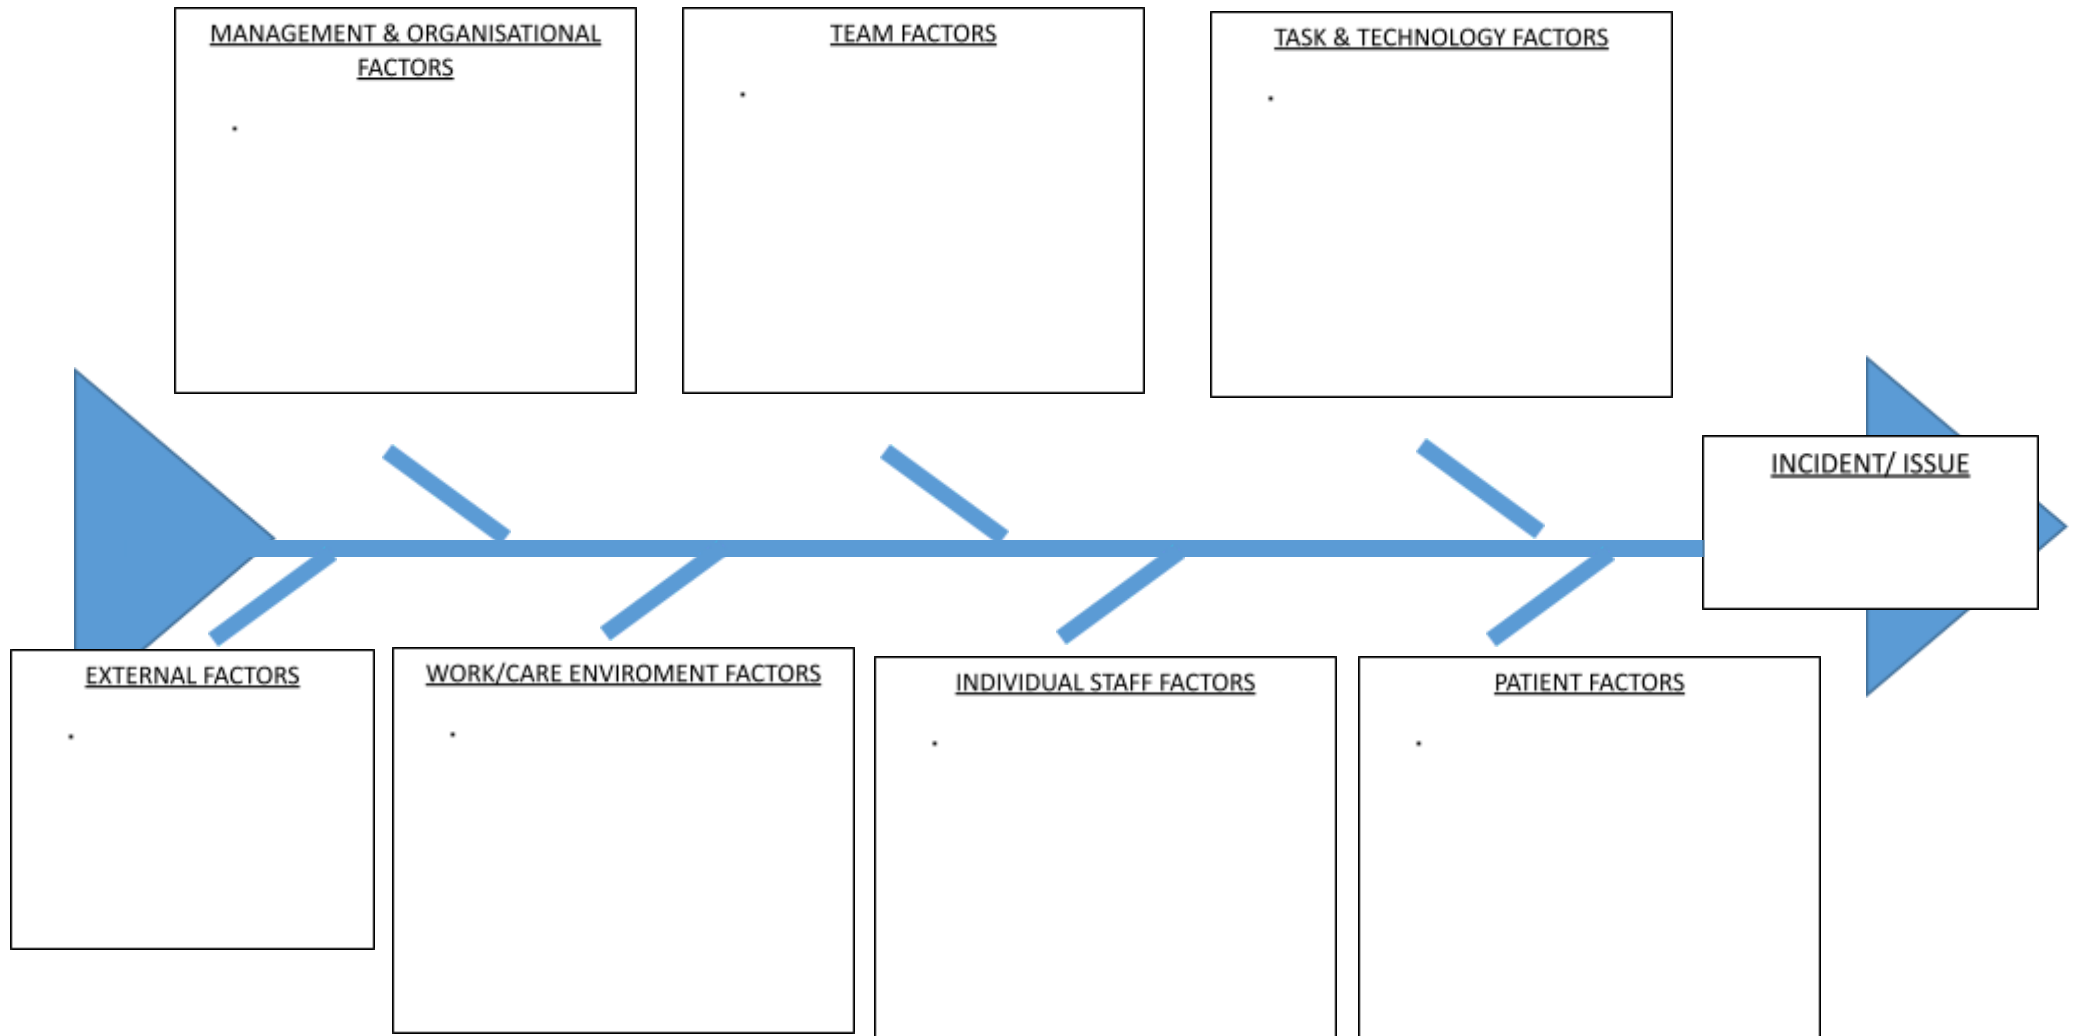 MANAGEMENT & ORGANISATIONAL
FACTORS
TEAM FACTORS
TASK & TECHNOLOGY FACTORS
INCIDENT/ ISSUE
EXTERNAL FACTORS
WORK/CARE ENVIROMENT FACTORS
INDIVIDUAL STAFF FACTORS
PATIENT FACTORS